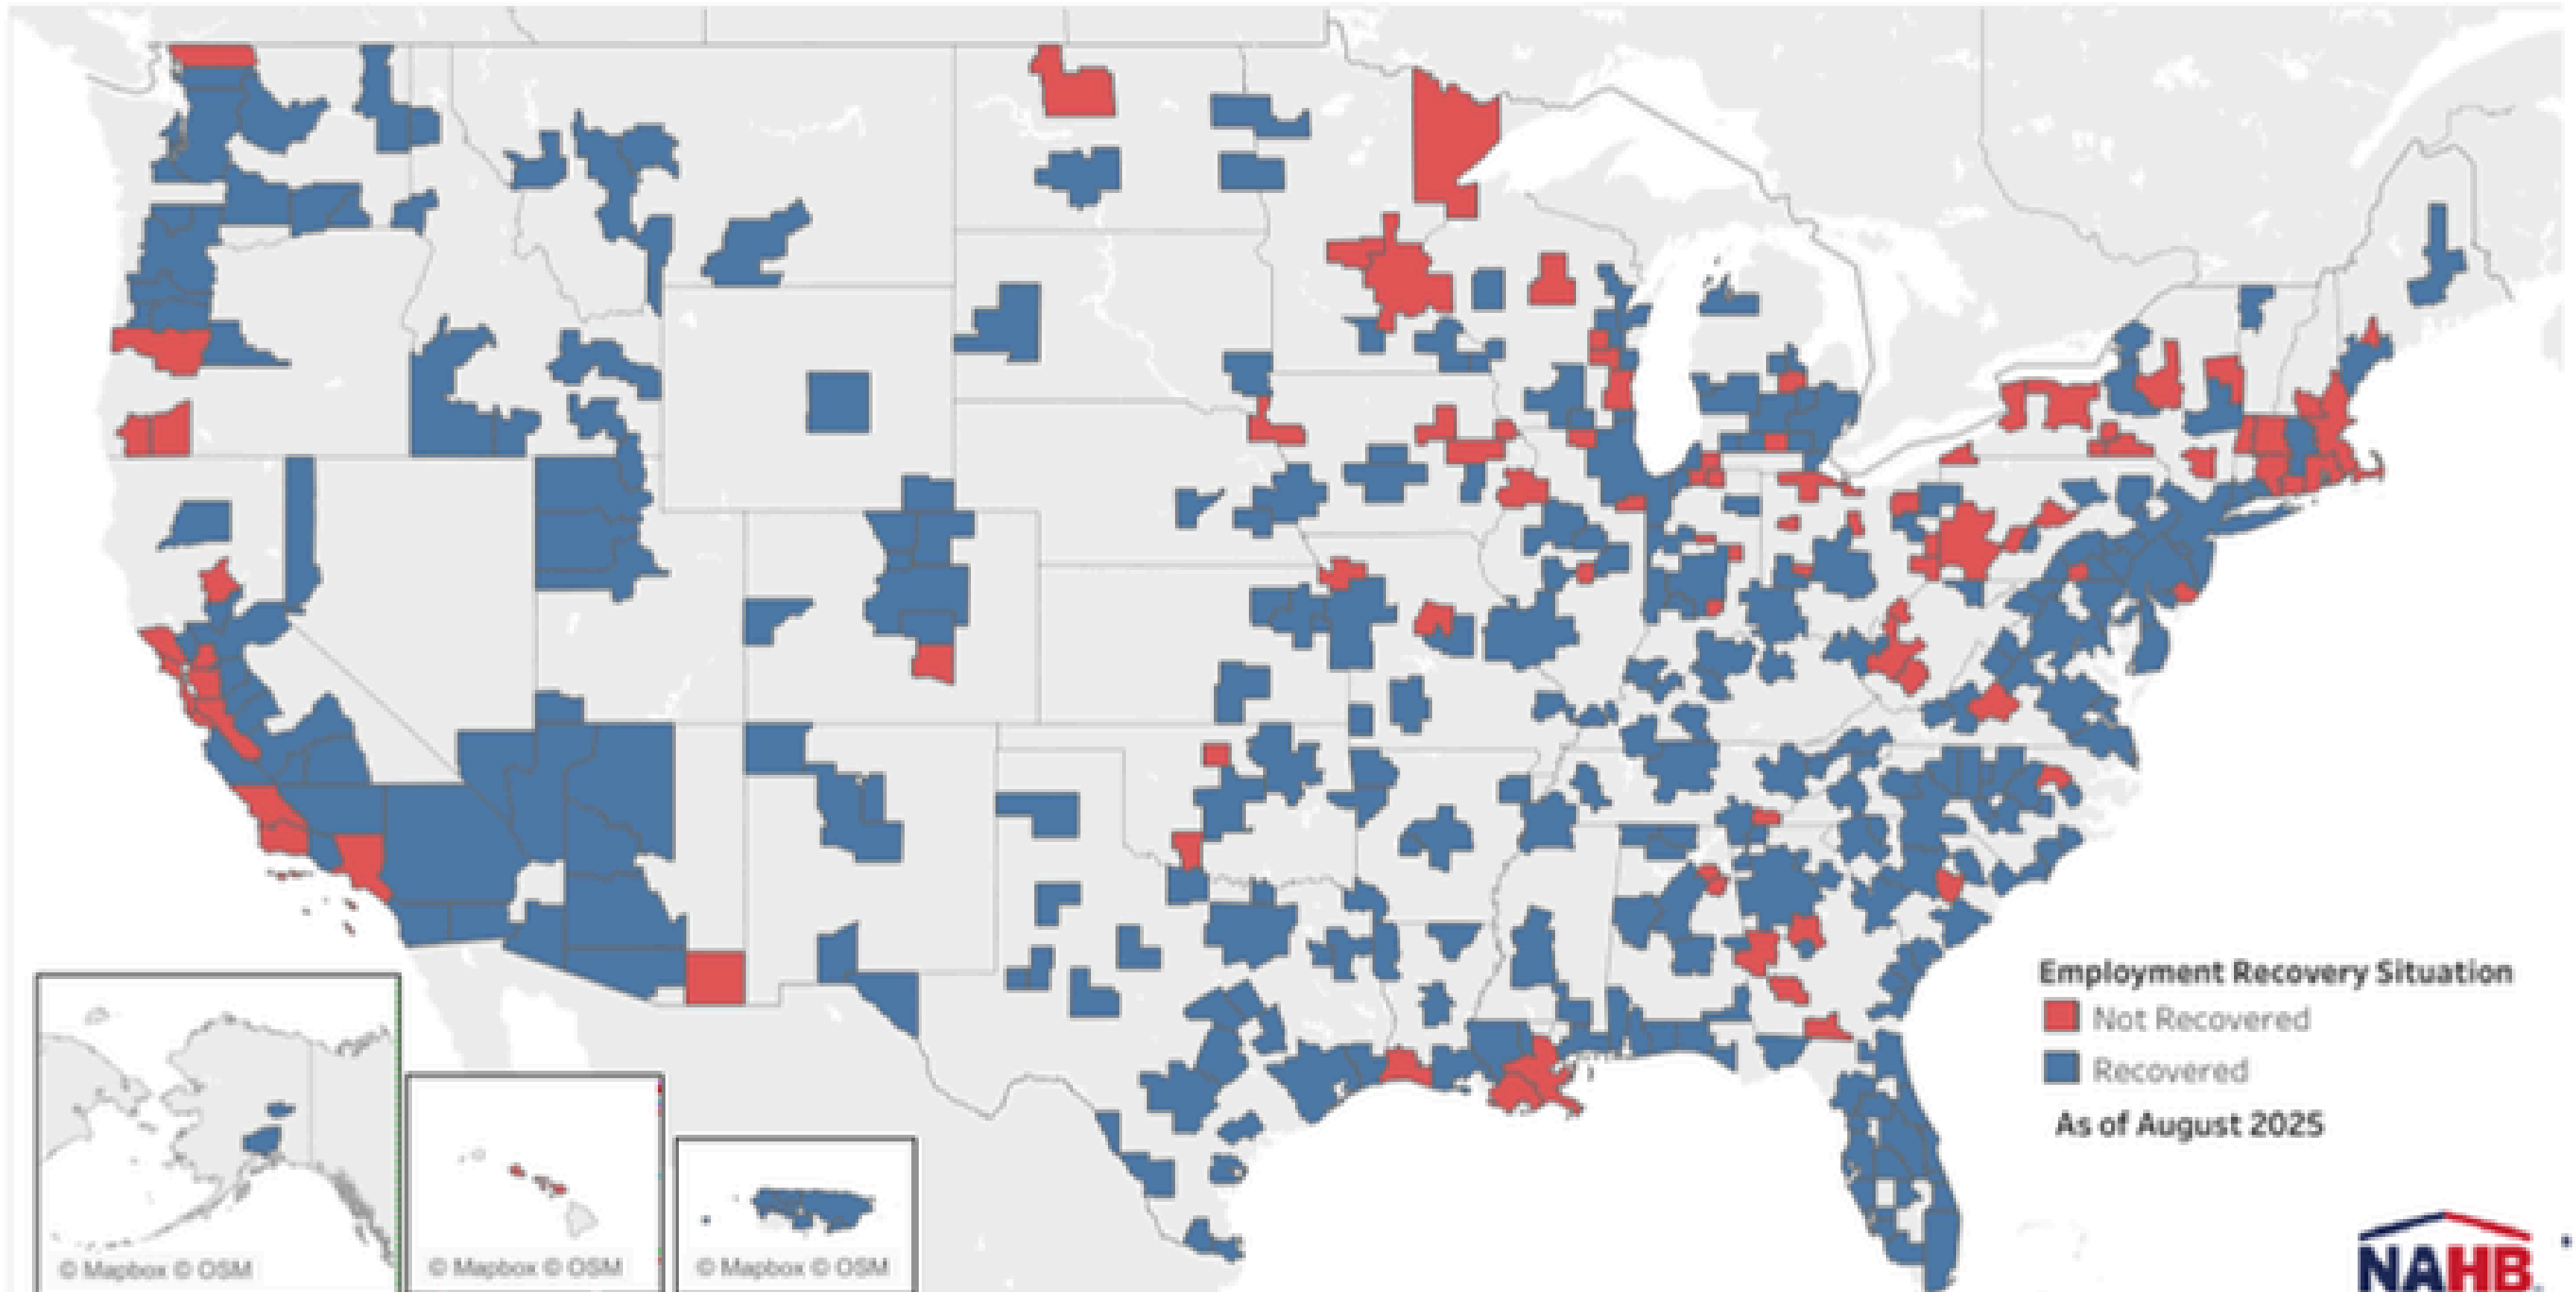 Employment Recovery Situation
Not Recovered
Recovered
As of August 2025
© Mapbox © OSM
© Mapbox © OSM
© Mapbox © OSM
NAHB